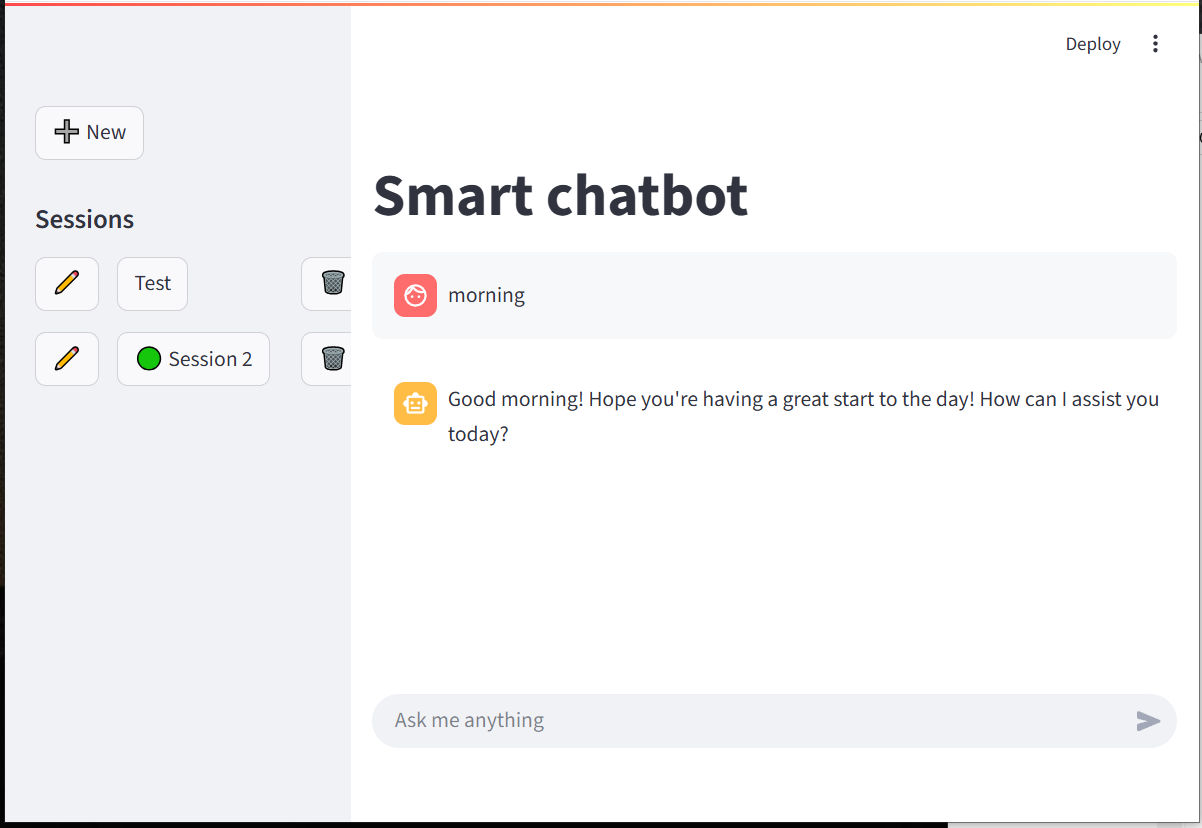 Deploy
New
Smart chatbot
Sessions
Test
morning
Session 2
Good morning! Hope you're having a great start to the day! How can I assist you
today?
Ask me anything